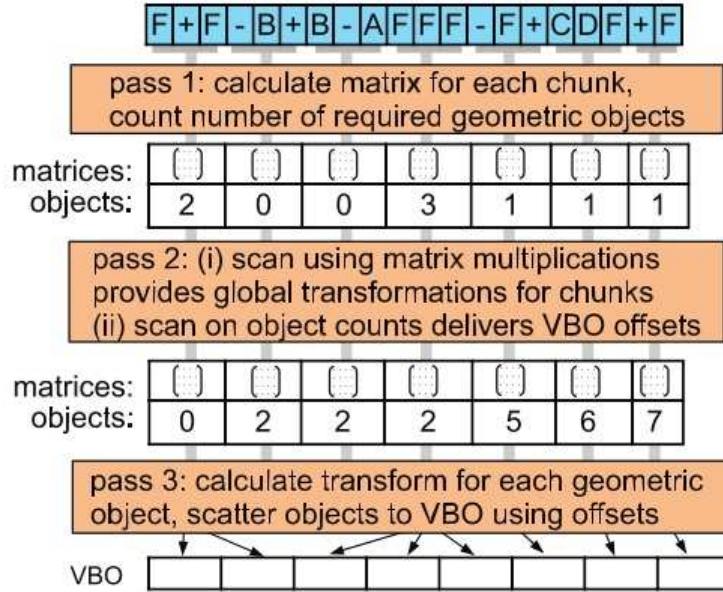 F+F-B+B-AFFF-F+CDF+F
pass 1: calculate matrix for each chunk,
count number of required geometric objects
matrices:
objects: 2 0 0 3 1 1 1
pass 2: (i) scan using matrix multiplications
provides global transformations for chunks
(ii) scan on object counts delivers VBO offsets
matrices:
objects: 0 2 2 2 5 6 7
pass 3: calculate transform for each geometric
object, scatter objects to VBO using offsets
VBO